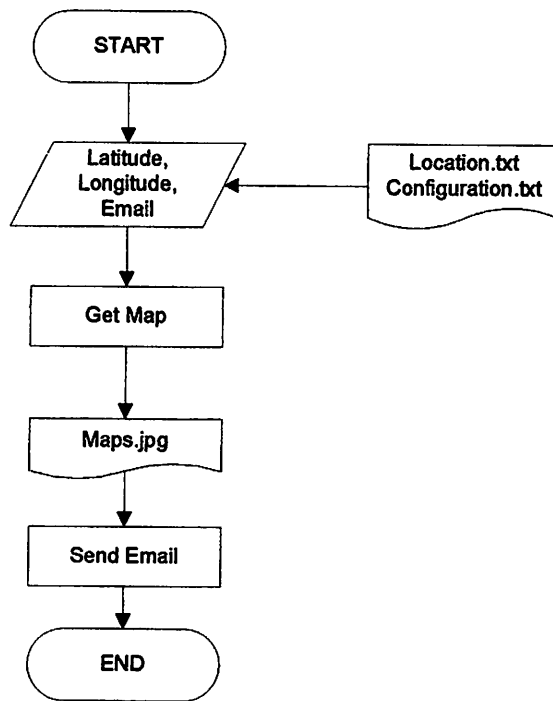 START
Latitude,
Longitude,
Email
Location.txt
Configuration.txt
Get Map
Maps.jpg
Send Email
END